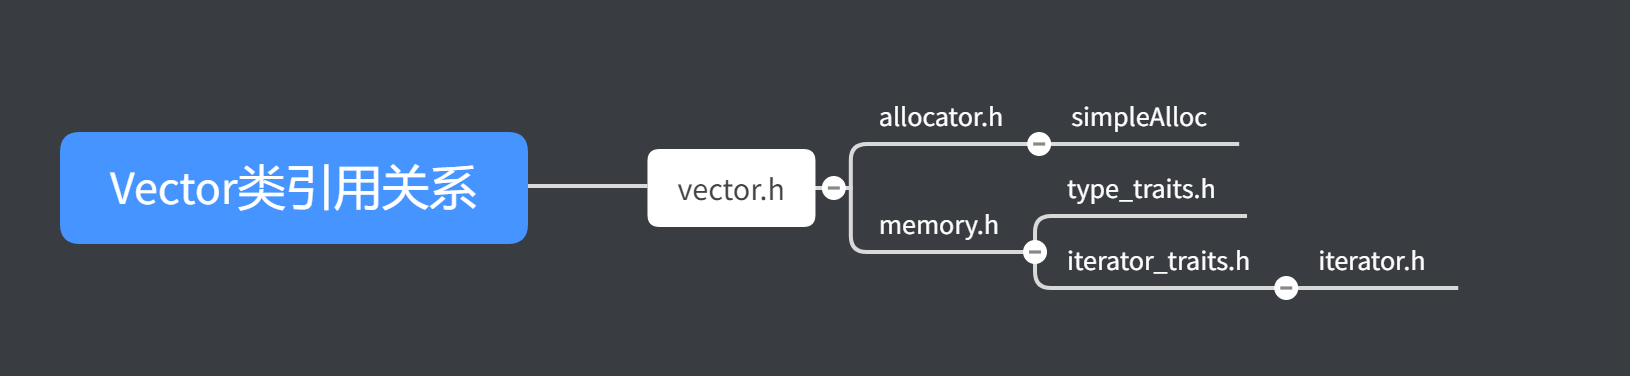 Vector类引用关系
vector.h
allocator.h
simpleAlloc
memory.h
type_traits.h
iterator_traits.h
iterator.h